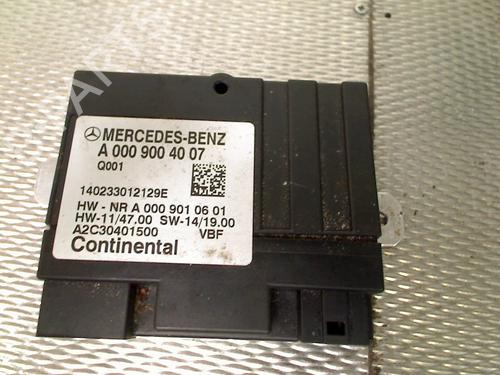 MERCEDES-BENZ
A 000 900 40 07
Q001
140233012129E
HW - NR A 000 901 06 01
HW-11/47.00 SW-14/19.00
A2C30401500 VBF
Continental
PARTS